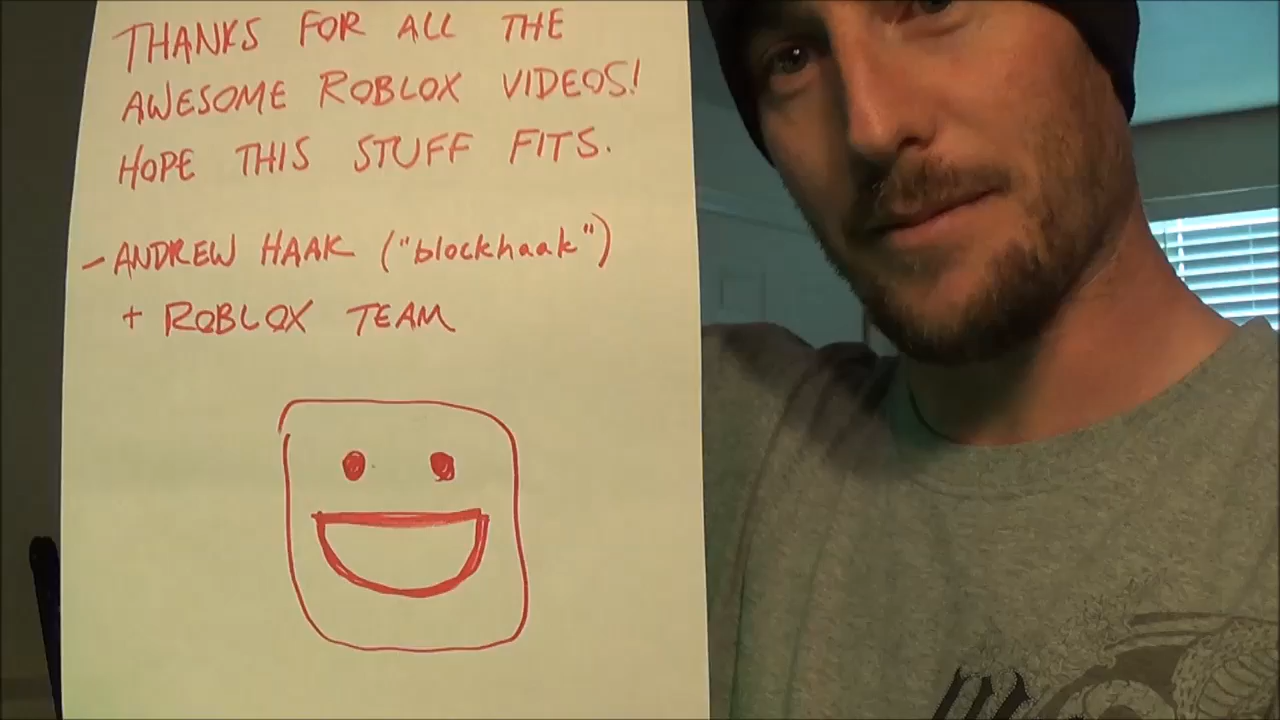 THANKS FOR ALL THE
AWESOME ROBLOX VIDEOS!
HOPE THIS STUFF FITS.
- ANDREW HAAK ("blockhaak")
+ ROBLOX TEAM